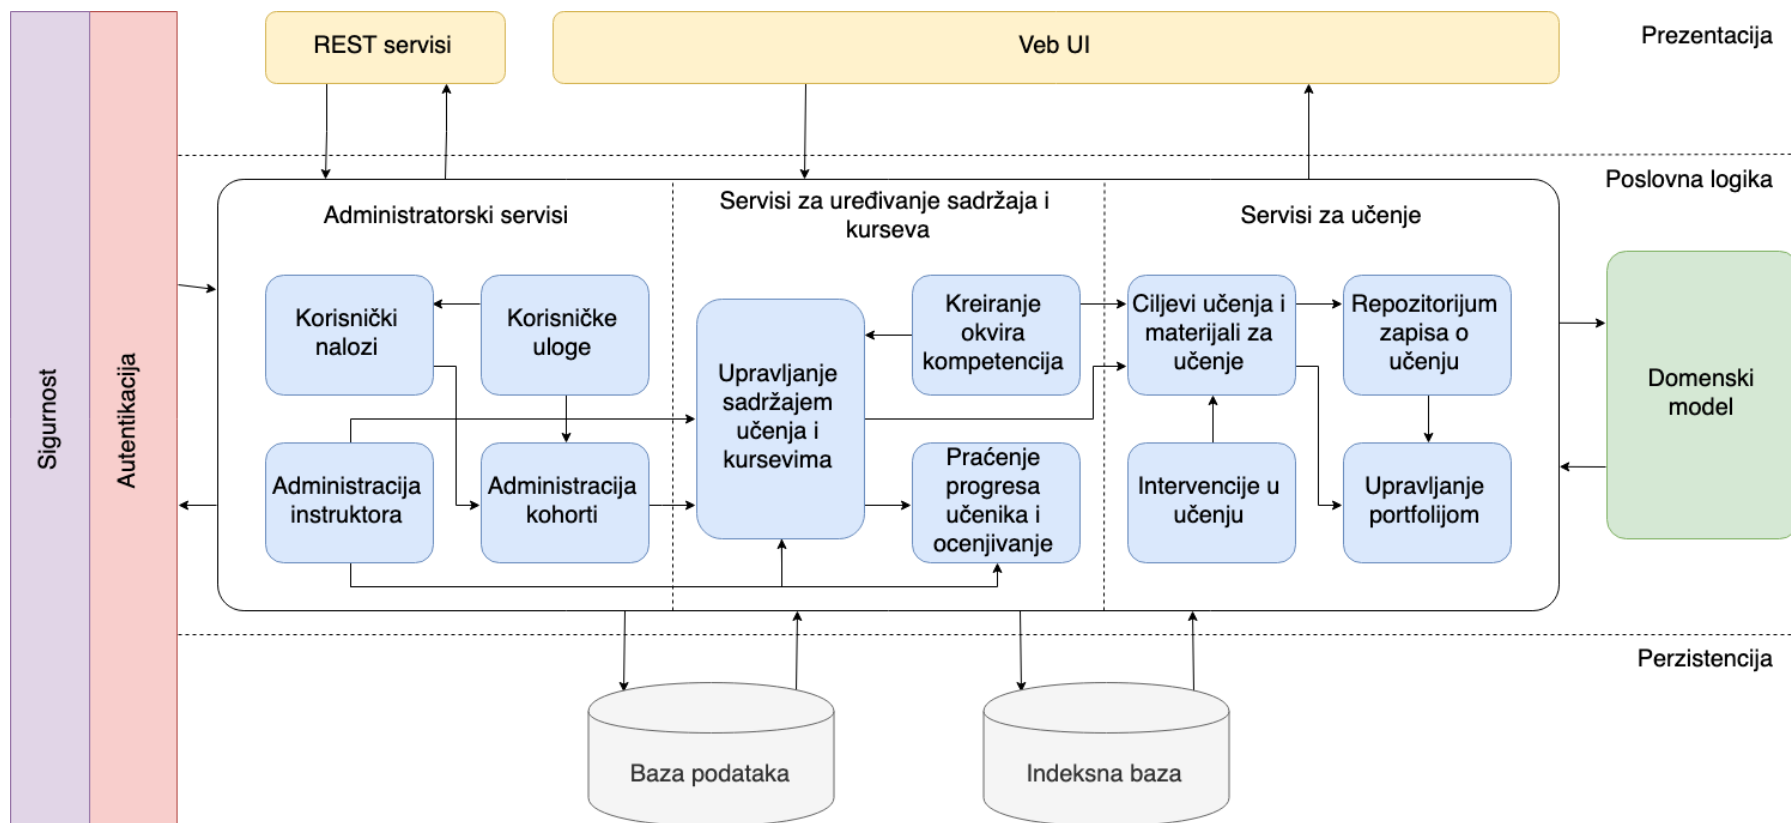 REST servisi
Veb UI
Prezentacija
Sigurnost
Autentikacija
Poslovna logika
Administratorski servisi
Servisi za uređivanje sadržaja i
kurseva
Servisi za učenje
Korisnički
nalozi
Korisničke
uloge
Administracija
instruktora
Administracija
kohorti
Upravljanje
sadržajem
učenja i
kursevima
Kreiranje
okvira
kompetencija
Praćenje
progresa
učenika i
ocenjivanje
Ciljevi učenja i
materijali za
učenje
Repozitorijum
zapisa o
učenju
Intervencije u
učenju
Upravljanje
portfolijom
Domenski
model
Perzistencija
Baza podataka
Indeksna baza